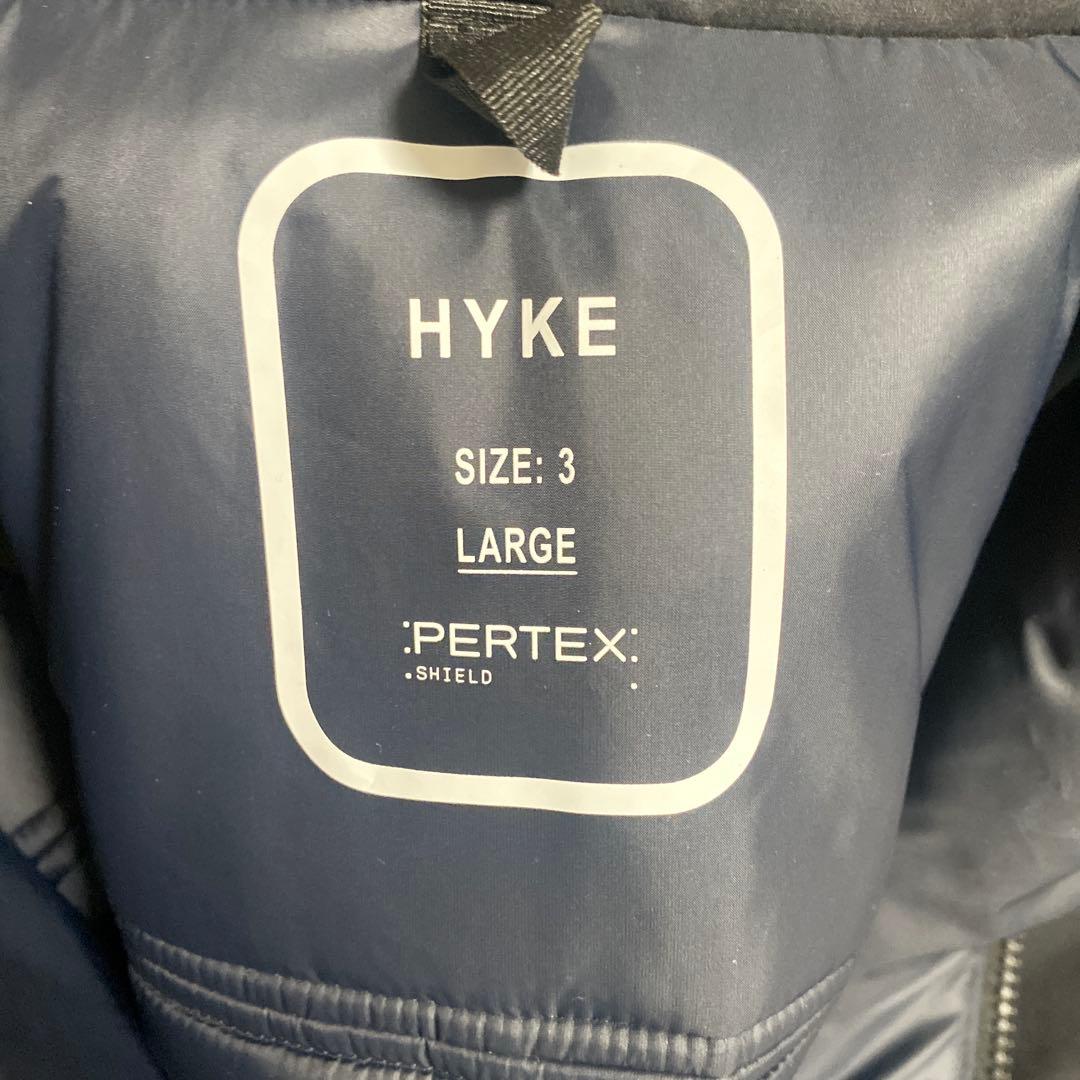 HYKE
SIZE: 3
LARGE
PERTEX
SHIELD